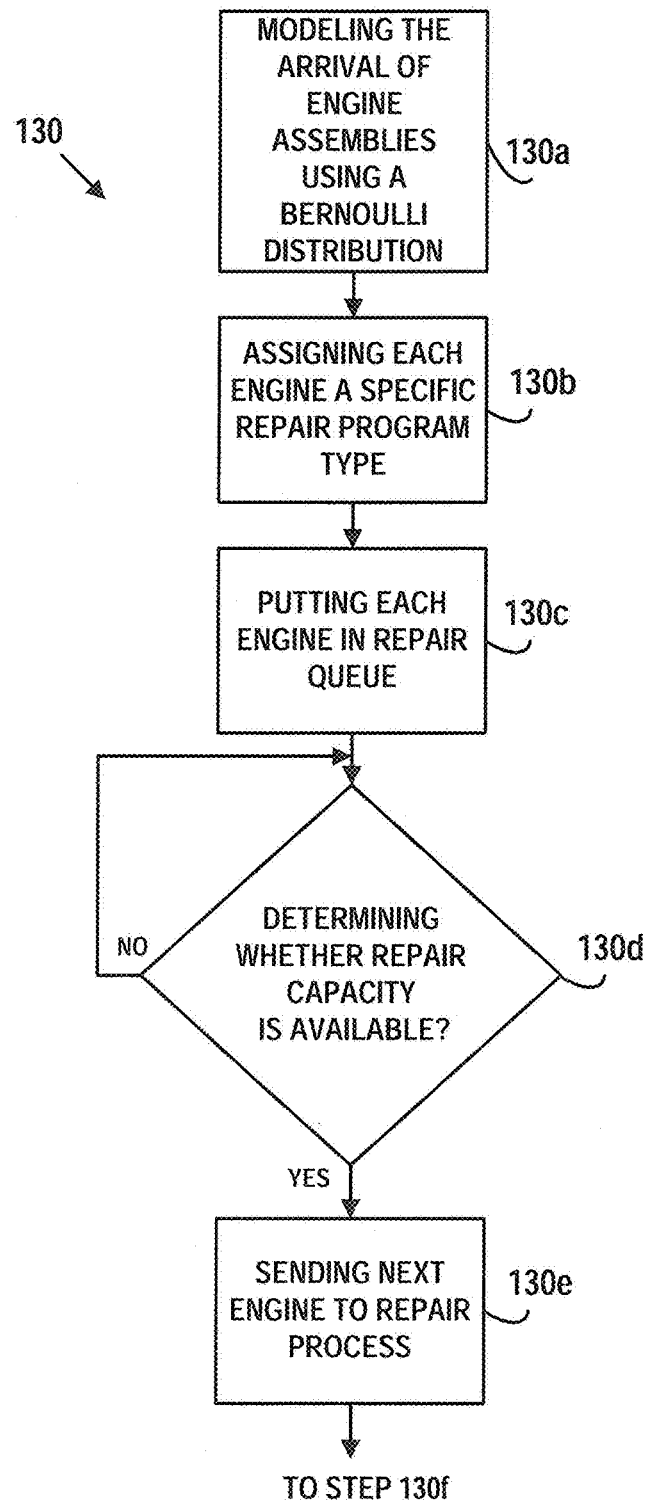 MODELING THE
ARRIVAL OF
ENGINE
ASSEMBLIES
USING A
BERNOULLI
DISTRIBUTION
130
130a
ASSIGNING EACH
ENGINE A SPECIFIC
REPAIR PROGRAM
TYPE
130b
PUTTING EACH
ENGINE IN REPAIR
QUEUE
130c
DETERMINING
WHETHER REPAIR
CAPACITY
IS AVAILABLE?
NO
130d
YES
SENDING NEXT
ENGINE TO REPAIR
PROCESS
130e
TO STEP 130f